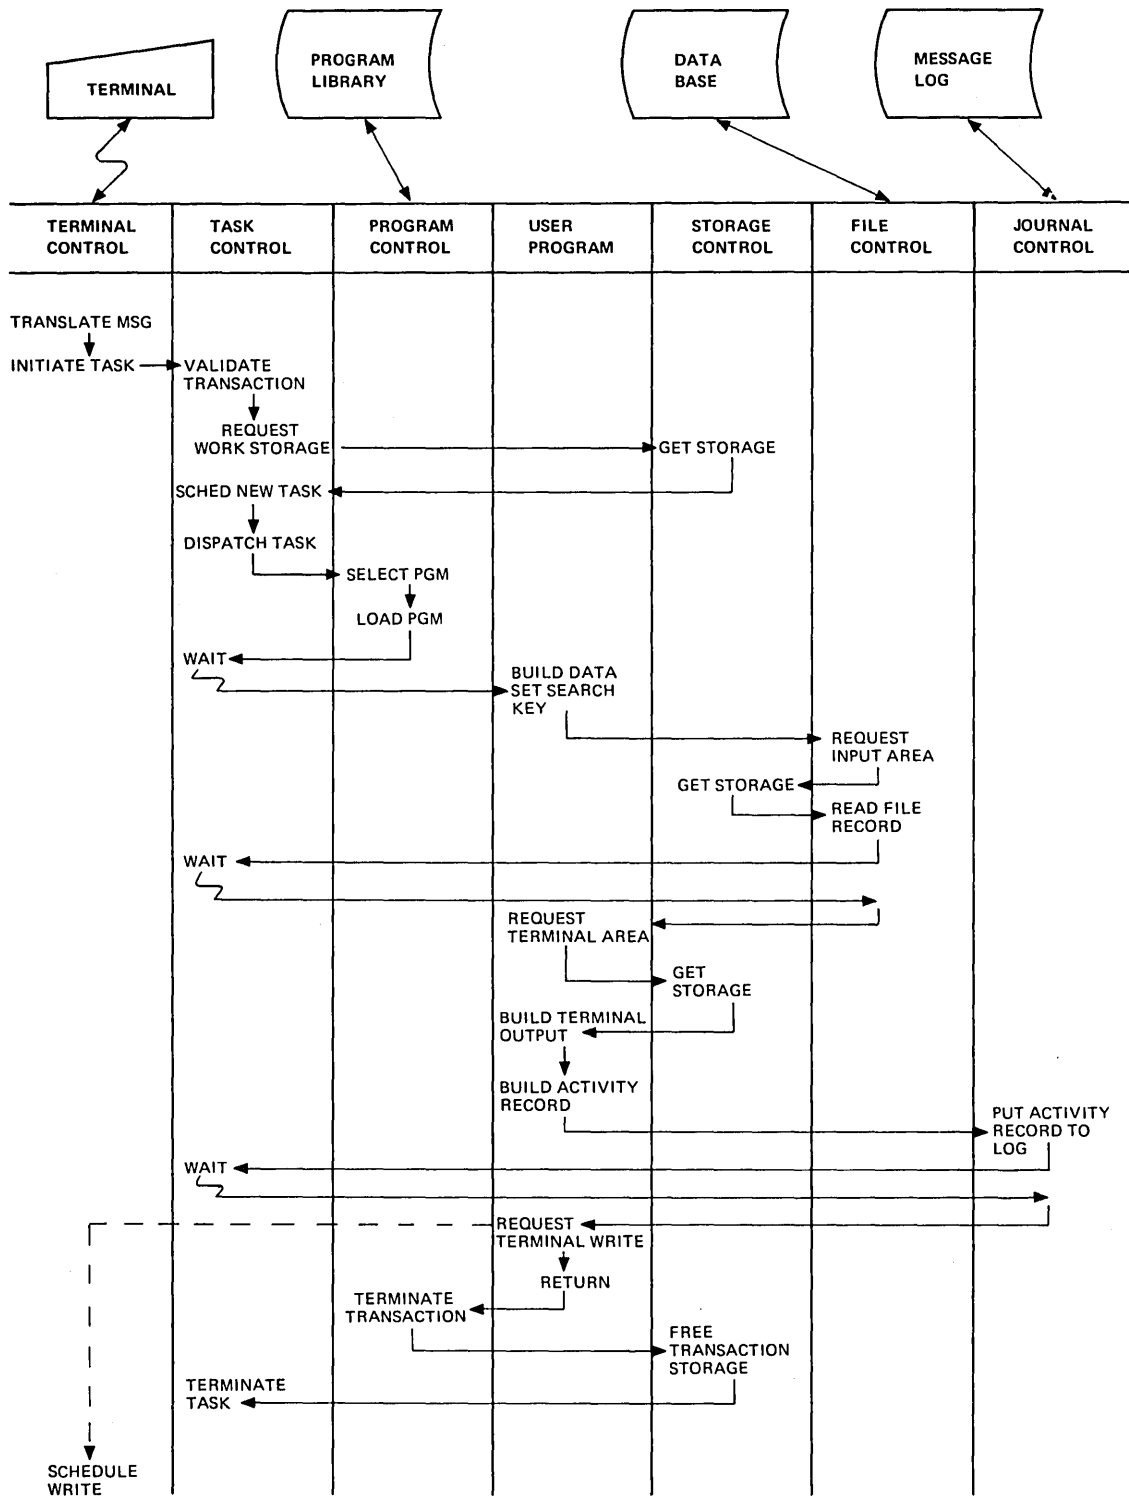 TERMINAL
PROGRAM
LIBRARY
DATA
BASE
MESSAGE
LOG
TERMINAL
CONTROL
TASK
CONTROL
PROGRAM
CONTROL
USER
PROGRAM
STORAGE
CONTROL
FILE
CONTROL
JOURNAL
CONTROL
TRANSLATE MSG
INITIATE TASK
VALIDATE
TRANSACTION
REQUEST
WORK STORAGE
GET STORAGE
SCHED NEW TASK
DISPATCH TASK
SELECT PGM
LOAD PGM
WAIT
BUILD DATA
SET SEARCH
KEY
REQUEST
INPUT AREA
GET STORAGE
READ FILE
RECORD
WAIT
REQUEST
TERMINAL AREA
GET
STORAGE
BUILD TERMINAL
OUTPUT
BUILD ACTIVITY
RECORD
PUT ACTIVITY
RECORD TO
LOG
WAIT
REQUEST
TERMINAL WRITE
RETURN
TERMINATE
TRANSACTION
FREE
TRANSACTION
STORAGE
TERMINATE
TASK
SCHEDULE
WRITE